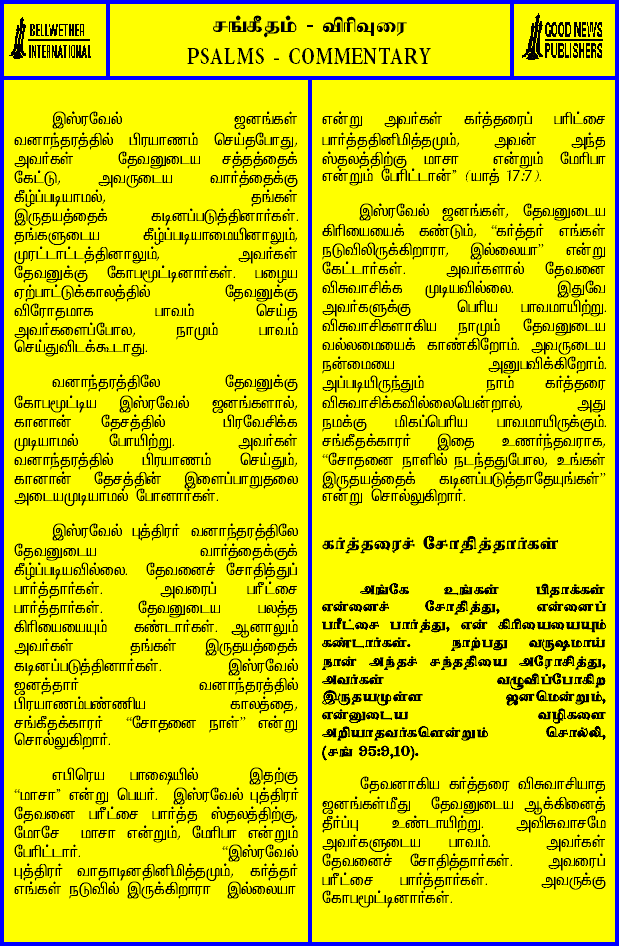 BELLWETHER
INTERNATIONAL
சங்கீதம் - விரிவுரை
PSALMS - COMMENTARY
GOOD NEWS
PUBLISHERS
இஸ்ரவேல் ஜனங்கள்
வனாந்தரத்தில் பிரயாணம் செய்தபோது,
அவர்கள் தேவனுடைய சத்தத்தைக்
கேட்டு, அவருடைய வார்த்தைக்கு
கீழ்ப்படியாமல், தங்கள்
இருதயத்தைக் கடினப்படுத்தினார்கள்.
தங்களுடைய கீழ்ப்படியாமையினாலும்,
முரட்டாட்டத்தினாலும், அவர்கள்
தேவனுக்கு கோபமூட்டினார்கள். பழைய
ஏற்பாட்டுக்காலத்தில் தேவனுக்கு
விரோதமாக பாவம் செய்த
அவர்களைப்போல, நாமும் பாவம்
செய்துவிடக்கூடாது.
வனாந்தரத்திலே தேவனுக்கு
கோபமூட்டிய இஸ்ரவேல் ஜனங்களால்,
கானான் தேசத்தில் பிரவேசிக்க
முடியாமல் போயிற்று. அவர்கள்
வனாந்தரத்தில் பிரயாணம் செய்தும்,
கானான் தேசத்தின் இளைப்பாறுதலை
அடையமுடியாமல் போனார்கள்.
இஸ்ரவேல் புத்திரர் வனாந்தரத்திலே
தேவனுடைய வார்த்தைக்குக்
கீழ்ப்படியவில்லை. தேவனைச் சோதித்துப்
பார்த்தார்கள். அவரைப் பரீட்சை
பார்த்தார்கள். தேவனுடைய பலத்த
கிரியையையும் கண்டார்கள். ஆனாலும்
அவர்கள் தங்கள் இருதயத்தைக்
கடினப்படுத்தினார்கள். இஸ்ரவேல்
ஜனத்தார் வனாந்தரத்தில்
பிரயாணம்பண்ணிய காலத்தை,
சங்கீதக்காரர் "சோதனை நாள்" என்று
சொல்லுகிறார்.
எபிரெய பாஷையில் இதற்கு
"மாசா" என்று பெயர். இஸ்ரவேல் புத்திரர்
தேவனை பரீட்சை பார்த்த ஸ்தலத்திற்கு,
மோசே மாசா என்றும், மேரிபா என்றும்
பேரிட்டார். "இஸ்ரவேல்
புத்திரர் வாதாடினதினிமித்தமும், கர்த்தர்
எங்கள் நடுவில் இருக்கிறாரா இல்லையா
என்று அவர்கள் கர்த்தரைப் பரிட்சை
பார்த்ததினிமித்தமும், அவன் அந்த
ஸ்தலத்திற்கு மாசா என்றும் மேரிபா
என்றும் பேரிட்டான்" (யாத் 17:7).
இஸ்ரவேல் ஜனங்கள், தேவனுடைய
கிரியையைக் கண்டும், "கர்த்தர் எங்கள்
நடுவிலிருக்கிறாரா, இல்லையா" என்று
கேட்டார்கள். அவர்களால் தேவனை
விசுவாசிக்க முடியவில்லை. இதுவே
அவர்களுக்கு பெரிய பாவமாயிற்று.
விசுவாசிகளாகிய நாமும் தேவனுடைய
வல்லமையைக் காண்கிறோம். அவருடைய
நன்மையை அனுபவிக்கிறோம்.
அப்படியிருந்தும் நாம் கர்த்தரை
விசுவாசிக்கவில்லையென்றால், அது
நமக்கு மிகப்பெரிய பாவமாயிருக்கும்.
சங்கீதக்காரர் இதை உணர்ந்தவராக,
"சோதனை நாளில் நடந்ததுபோல, உங்கள்
இருதயத்தைக் கடினப்படுத்தாதேயுங்கள்"
என்று சொல்லுகிறார்.
கர்த்தரைச் சோதித்தார்கள்
அங்கே உங்கள் பிதாக்கள்
என்னைச் சோதித்து, என்னைப்
பரீட்சை பார்த்து, என் கிரியையையும்
கண்டார்கள். நாற்பது வருஷமாய்
நான் அந்தச் சந்ததியை அரோசித்து,
அவர்கள் வழுவிப்போகிற
இருதயமுள்ள ஜனமென்றும்,
என்னுடைய வழிகளை
அறியாதவர்களென்றும் சொல்லி,
(சங் 95:9,10).
தேவனாகிய கர்த்தரை விசுவாசியாத
ஜனங்கள்மீது தேவனுடைய ஆக்கினைத்
தீர்ப்பு உண்டாயிற்று. அவிசுவாசமே
அவர்களுடைய பாவம். அவர்கள்
தேவனைச் சோதித்தார்கள். அவரைப்
பரீட்சை பார்த்தார்கள். அவருக்கு
கோபமூட்டினார்கள்.